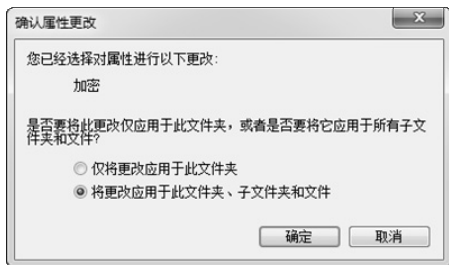 确认属性更改
您已经选择对属性进行以下更改:
加密
是否要将此更改仅应用于此文件夹，或者是否要将它应用于所有子文
件夹和文件?
仅将更改应用于此文件夹
将更改应用于此文件夹、子文件夹和文件
确定
取消